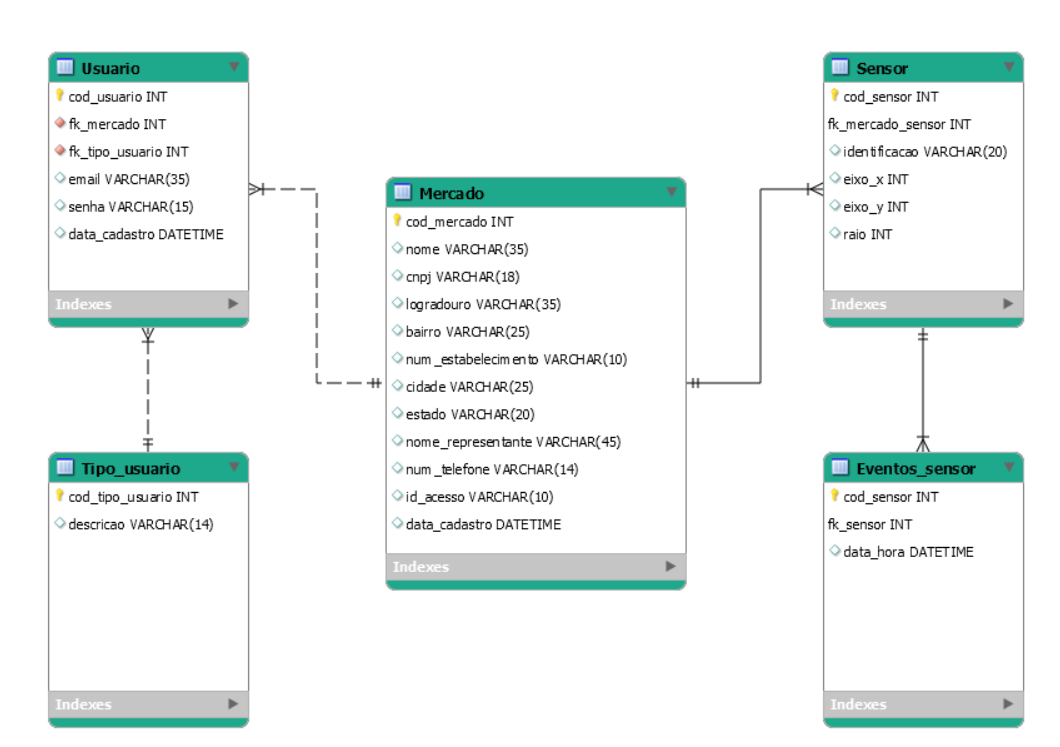 Usuario
cod_usuario INT
fk_mercado INT
fk_tipo_usuario INT
email VARCHAR(35)
senha VARCHAR(15)
data_cadastro DATETIME
Indexes
Tipo_usuario
cod_tipo_usuario INT
descricao VARCHAR(14)
Indexes
Mercado
cod_mercado INT
nome VARCHAR(35)
cnpj VARCHAR(18)
logradouro VARCHAR(35)
bairro VARCHAR(25)
num_estabelecimento VARCHAR(10)
cidade VARCHAR(25)
estado VARCHAR(20)
nome_representante VARCHAR(45)
num_telefone VARCHAR(14)
id_acesso VARCHAR(10)
data_cadastro DATETIME
Indexes
Sensor
cod_sensor INT
fk_mercado_sensor INT
identificacao VARCHAR(20)
eixo_x INT
eixo_y INT
raio INT
Indexes
Eventos_sensor
cod_sensor INT
fk_sensor INT
data_hora DATETIME
Indexes